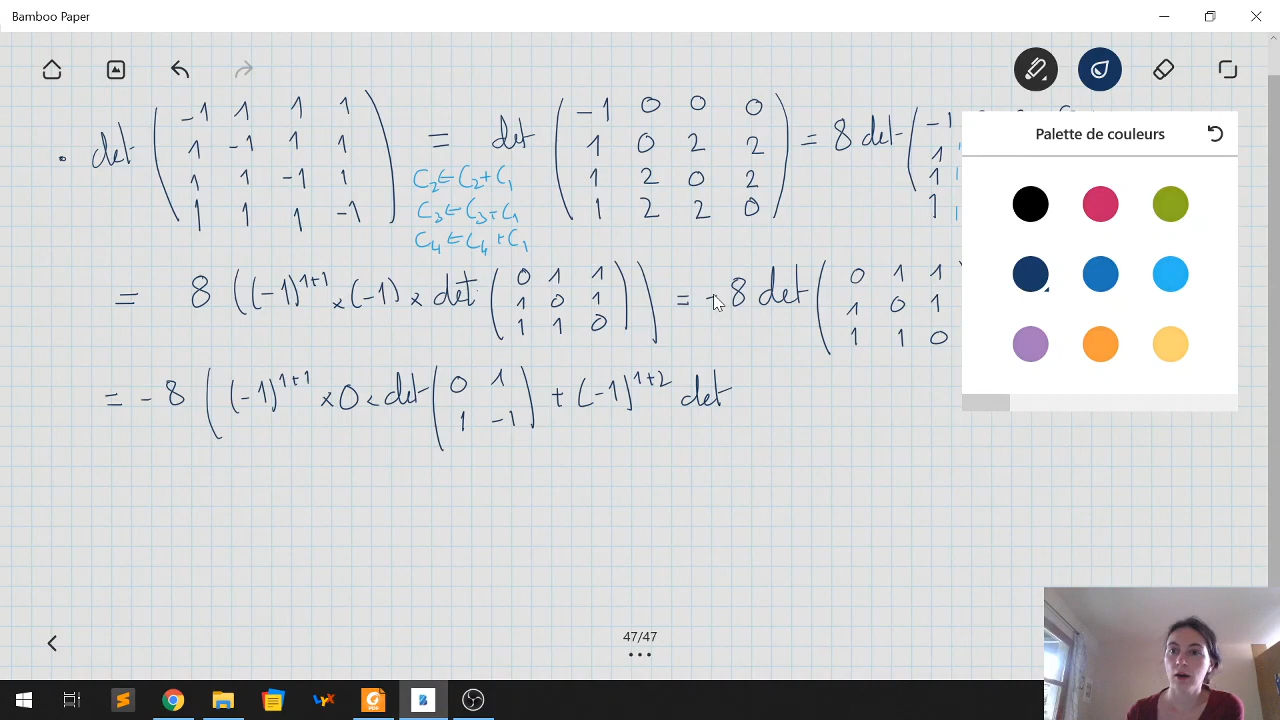 Bamboo Paper
• det ( -1 1 1 1 ; 1 -1 1 1 ; 1 1 -1 1 ; 1 1 1 -1 ) = det ( -1 0 0 0 ; 1 0 2 2 ; 1 2 0 2 ; 1 2 2 0 ) = 8 det ( -1 ; 1 ; 1 ; 1
C₂ ← C₂ + C₁
C₃ ← C₃ + C₁
C₄ ← C₄ + C₁
= 8 ((-1)¹⁺¹ × (-1) × det ( 0 1 1 ; 1 0 1 ; 1 1 0 )) = -8 det ( 0 1 1 ; 1 0 1 ; 1 1 0
= -8 ( (-1)¹⁺¹ × 0 × det ( 0 1 ; 1 -1 ) + (-1)¹⁺² det
Palette de couleurs
47/47